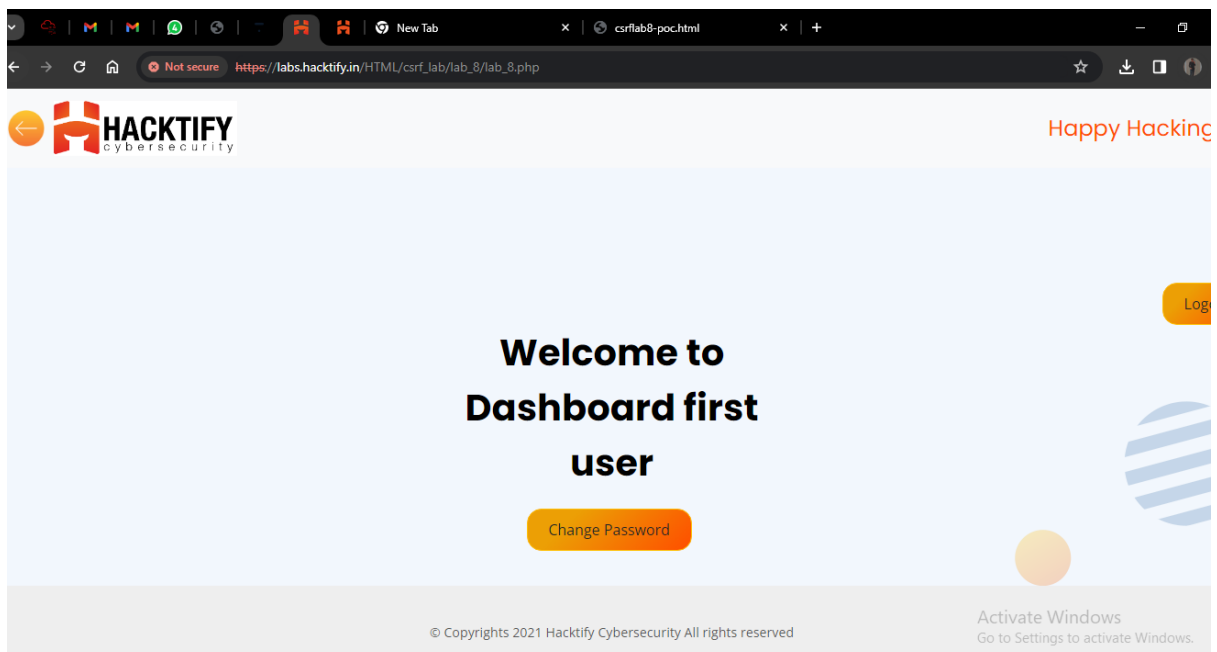 New Tab
csrflab8-poc.html
Not secure https://labs.hacktify.in/HTML/csrf_lab/lab_8/lab_8.php
HACKTIFY
cybersecurity
Happy Hacking
Log
Welcome to
Dashboard first
user
Change Password
© Copyrights 2021 Hacktify Cybersecurity All rights reserved
Activate Windows
Go to Settings to activate Windows.